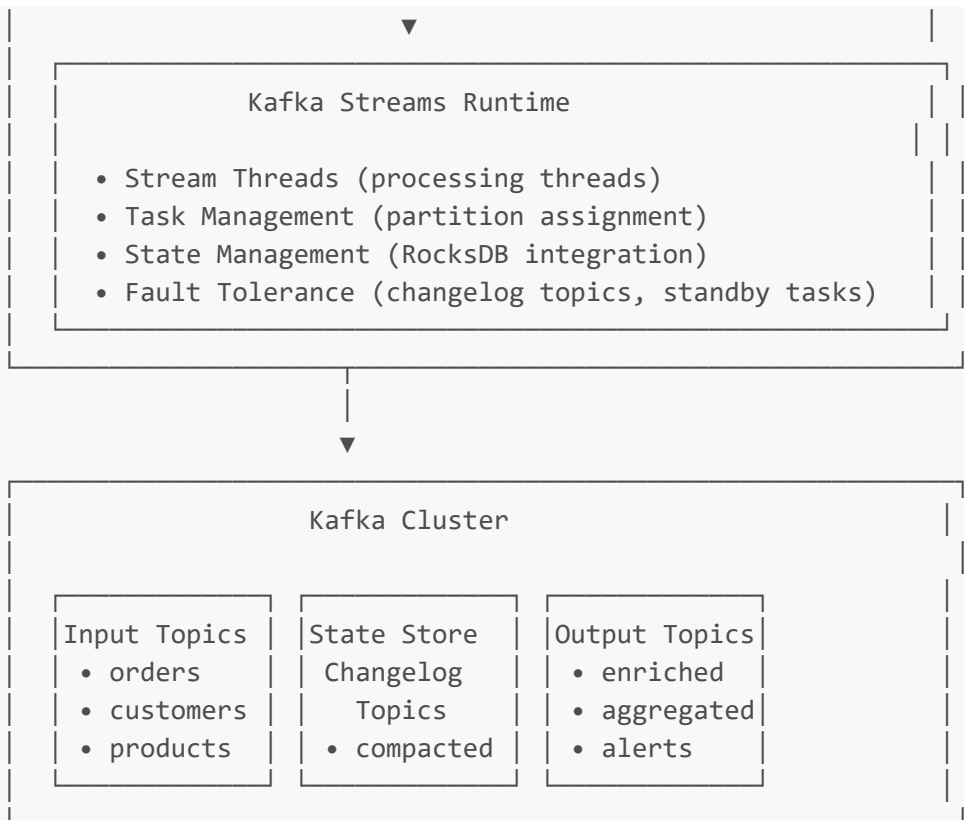 Kafka Streams Runtime
• Stream Threads (processing threads)
• Task Management (partition assignment)
• State Management (RocksDB integration)
• Fault Tolerance (changelog topics, standby tasks)
Kafka Cluster
Input Topics State Store Output Topics
• orders Changelog • enriched
• customers Topics • aggregated
• products • compacted • alerts